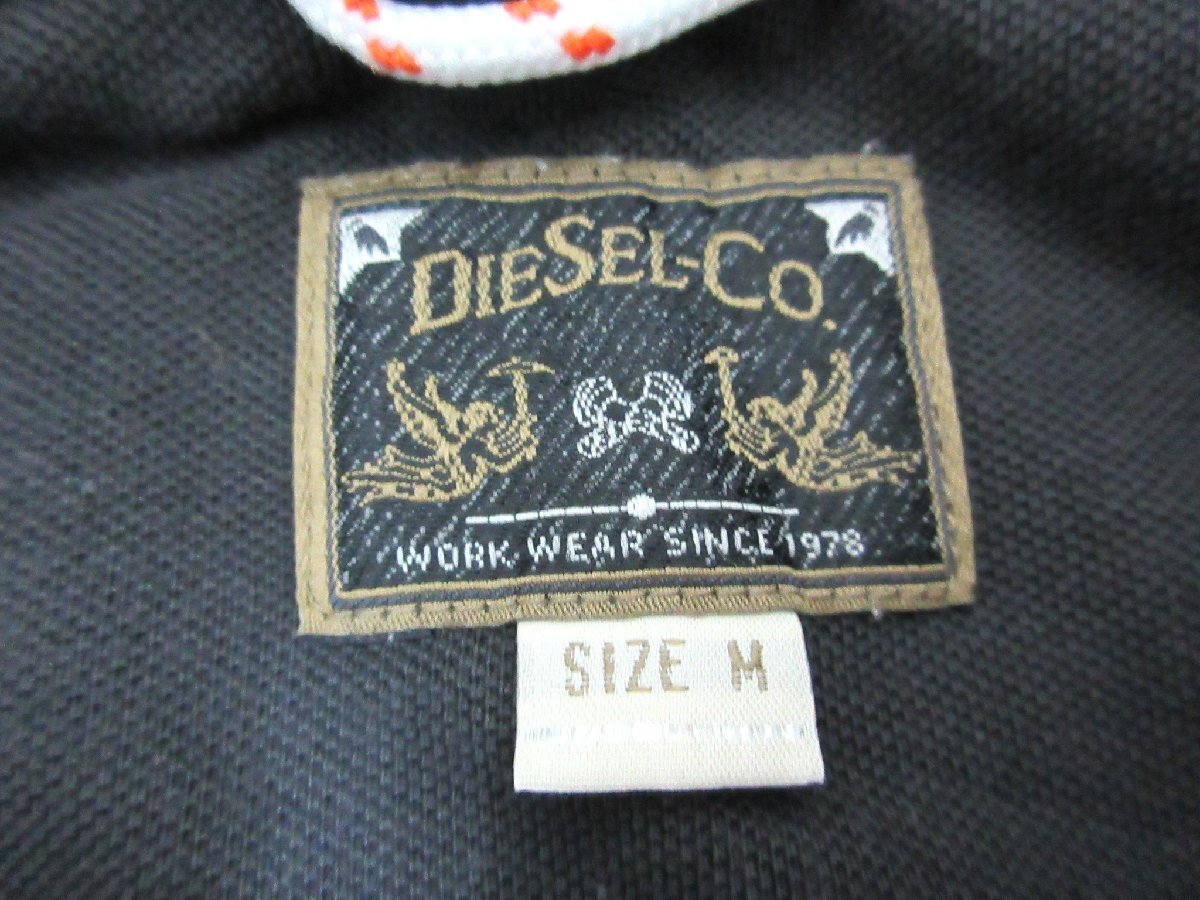 DIESEL-CO.
WORK WEAR SINCE 1978
SIZE M